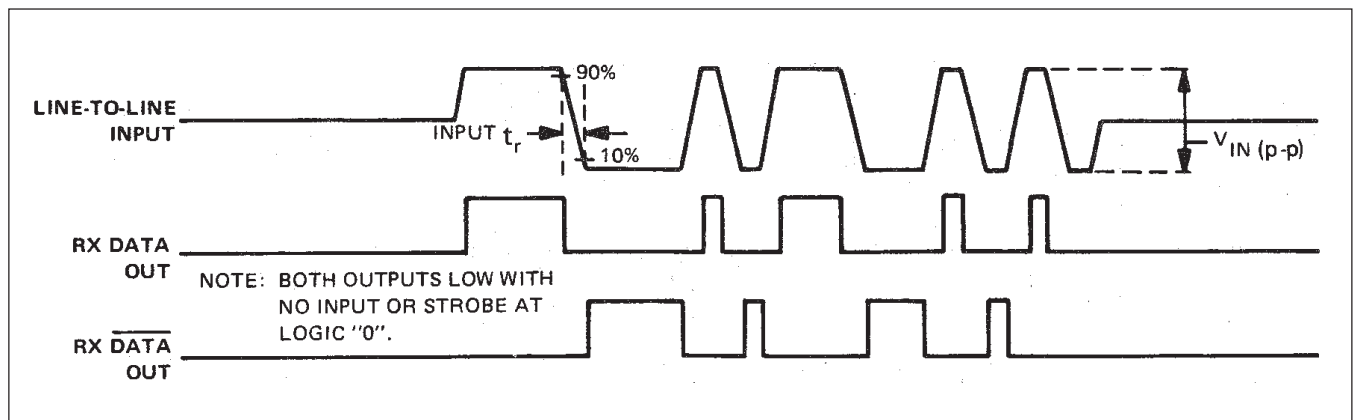 90%
LINE-TO-LINE
INPUT
INPUT tr
10%
VIN (p-p)
RX DATA
OUT
NOTE: BOTH OUTPUTS LOW WITH
NO INPUT OR STROBE AT
LOGIC "0".
RX D̅A̅T̅A̅
OUT